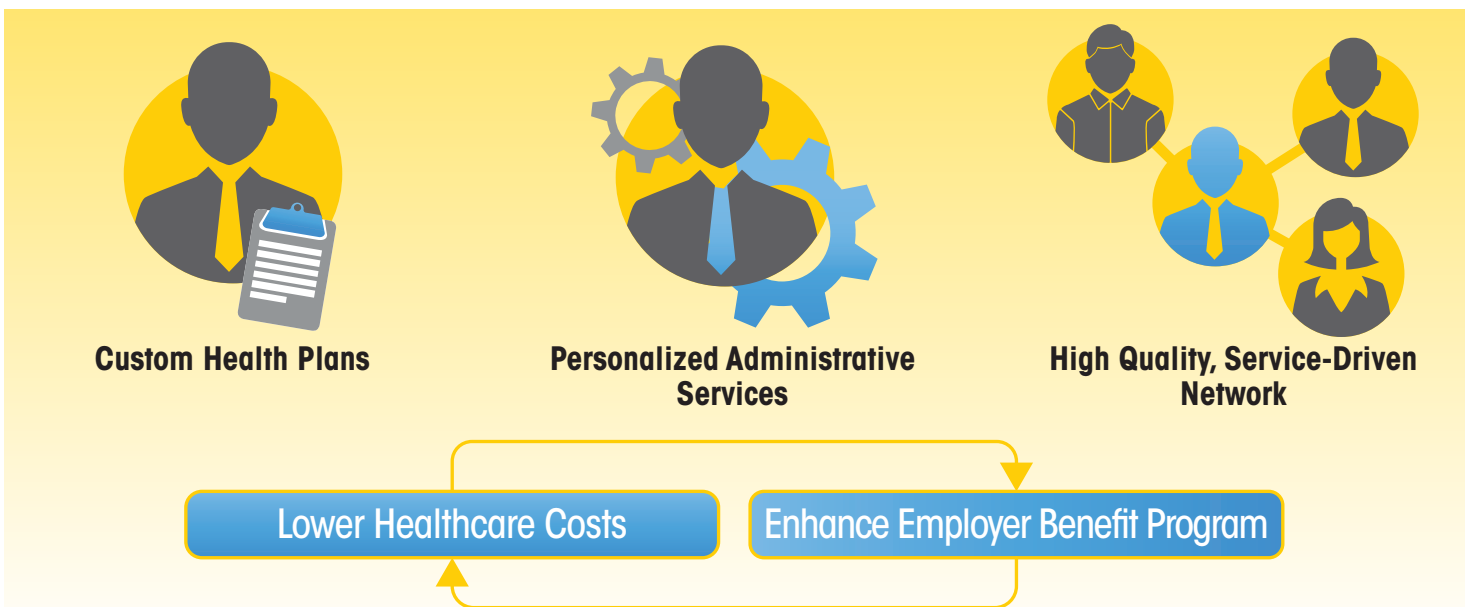 Custom Health Plans
Personalized Administrative
Services
High Quality, Service-Driven
Network
Lower Healthcare Costs
Enhance Employer Benefit Program